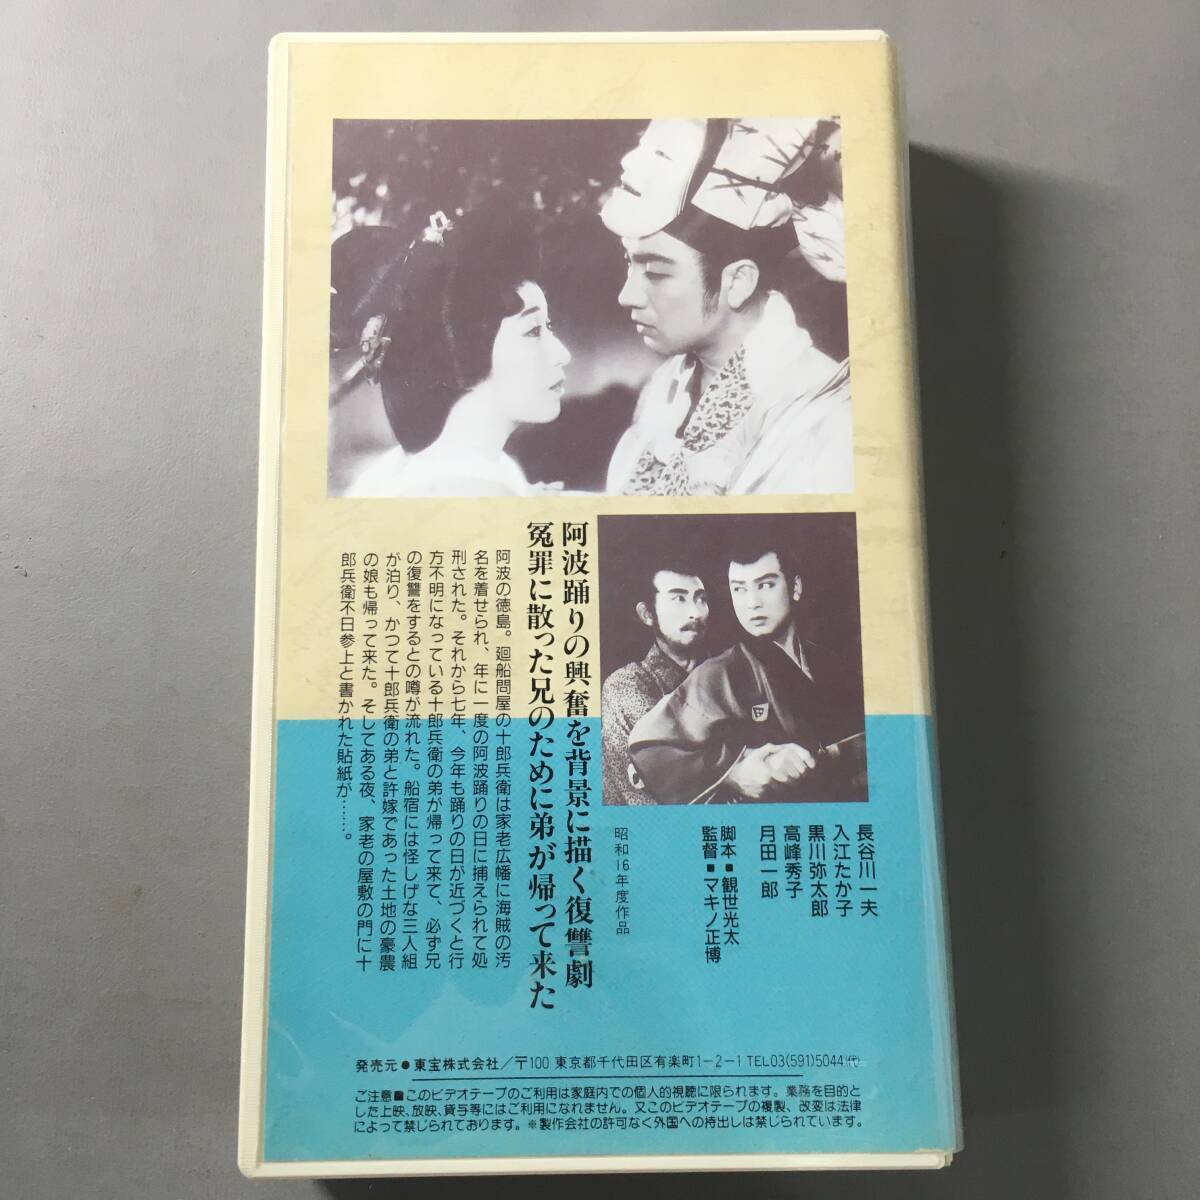 阿波踊りの興奮を背景に描く復讐劇
冤罪に散った兄のために弟が帰って来た
阿波の徳島。廻船問屋の十郎兵衛は家老広幡に海賊の汚
名を着せられ、年に一度の阿波踊りの日に捕えられて処
刑された。それから七年、今年も踊りの日が近づくと行
方不明になっている十郎兵衛の弟が帰って来て、必ず兄
の復讐をするとの噂が流れた。船宿には怪しげな三人組
が泊り、かつて十郎兵衛の弟と許嫁であった土地の豪農
の娘も帰って来た。そしてある夜、家老の屋敷の門に十
郎兵衛不日参上と書かれた貼紙が……。
長谷川一夫
入江たか子
黒川弥太郎
高峰秀子
月田一郎
脚本■観世光太
監督■マキノ正博
昭和16年度作品
発売元●東宝株式会社/〒100 東京都千代田区有楽町1-2-1 TEL03(591)5044㈹
ご注意■このビデオテープのご利用は家庭内での個人的視聴に限られます。業務を目的と
した上映、放映、貸与等にはご利用になれません。又このビデオテープの複製、改変は法律
によって禁じられております。※製作会社の許可なく外国への持出しは禁じられています。